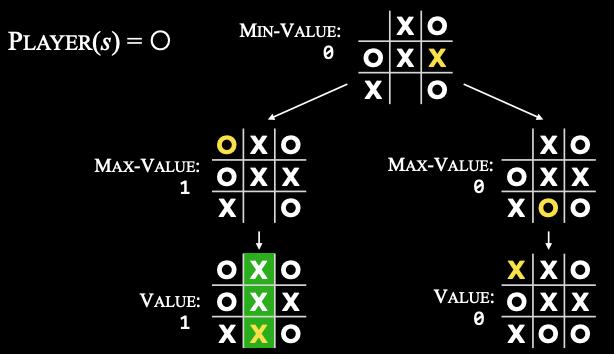 PLAYER(s) = O
MIN-VALUE:
0
X O
O X X
X O
MAX-VALUE:
1
O X O
O X X
X O
MAX-VALUE:
0
X O
O X X
X O O
VALUE:
1
O X O
O X X
X X O
VALUE:
0
X X O
O X X
X O O